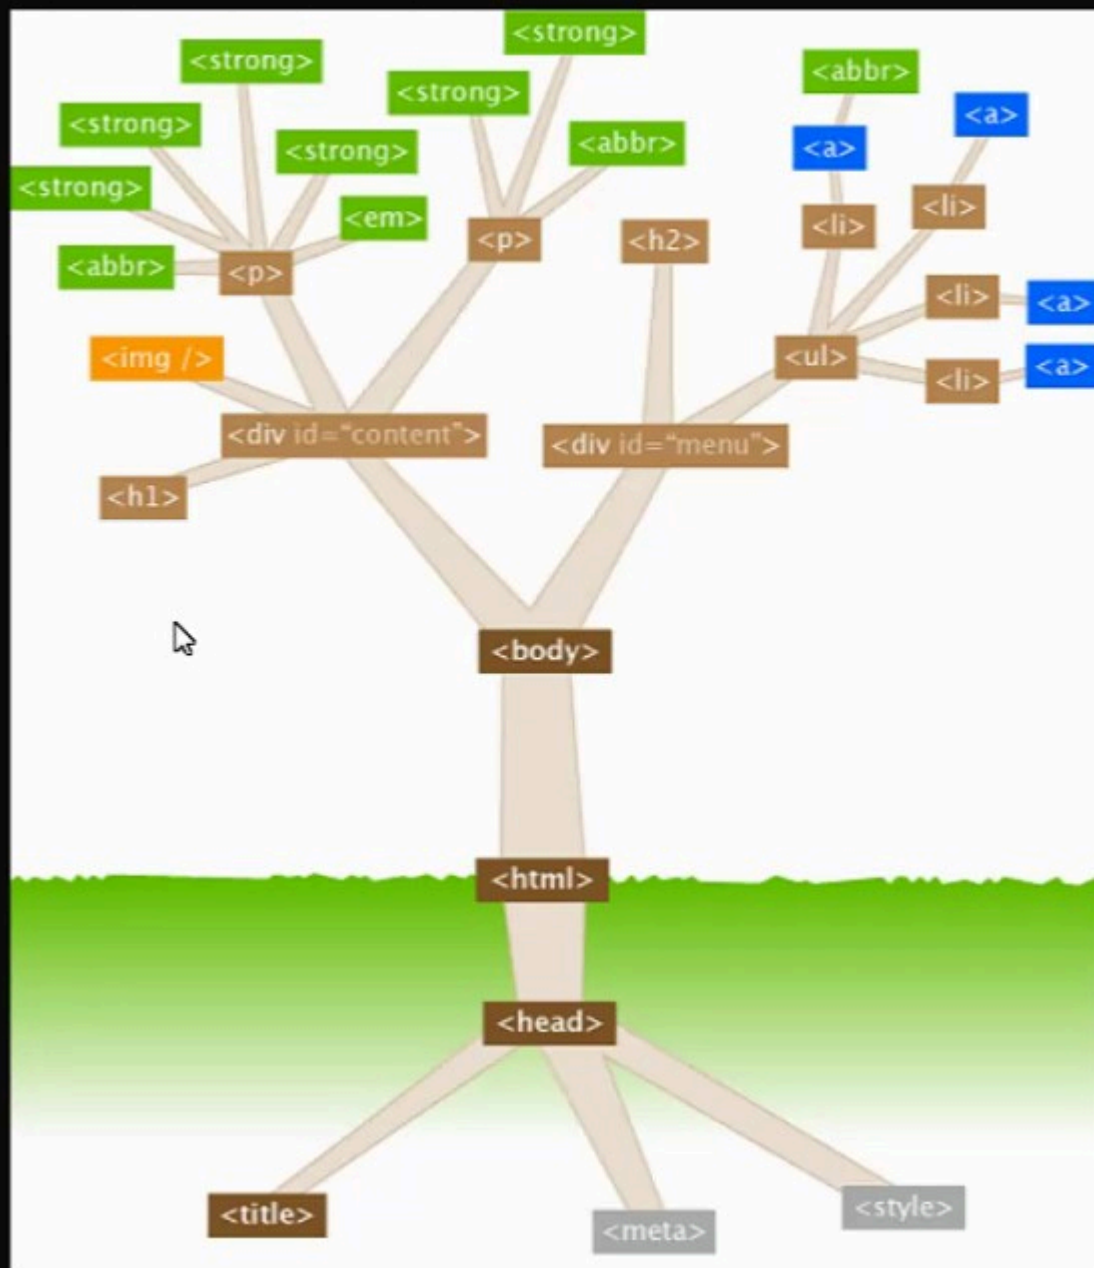 <strong>
<strong>
<abbr>
<strong>
<a>
<strong>
<a>
<strong>
<strong>
<abbr>
<strong>
<em>
<li>
<li>
<abbr>
<p>
<p>
<h2>
<li>
<a>
<img />
<ul>
<li>
<a>
<div id="content">
<div id="menu">
<h1>
<body>
<html>
<head>
<title>
<meta>
<style>